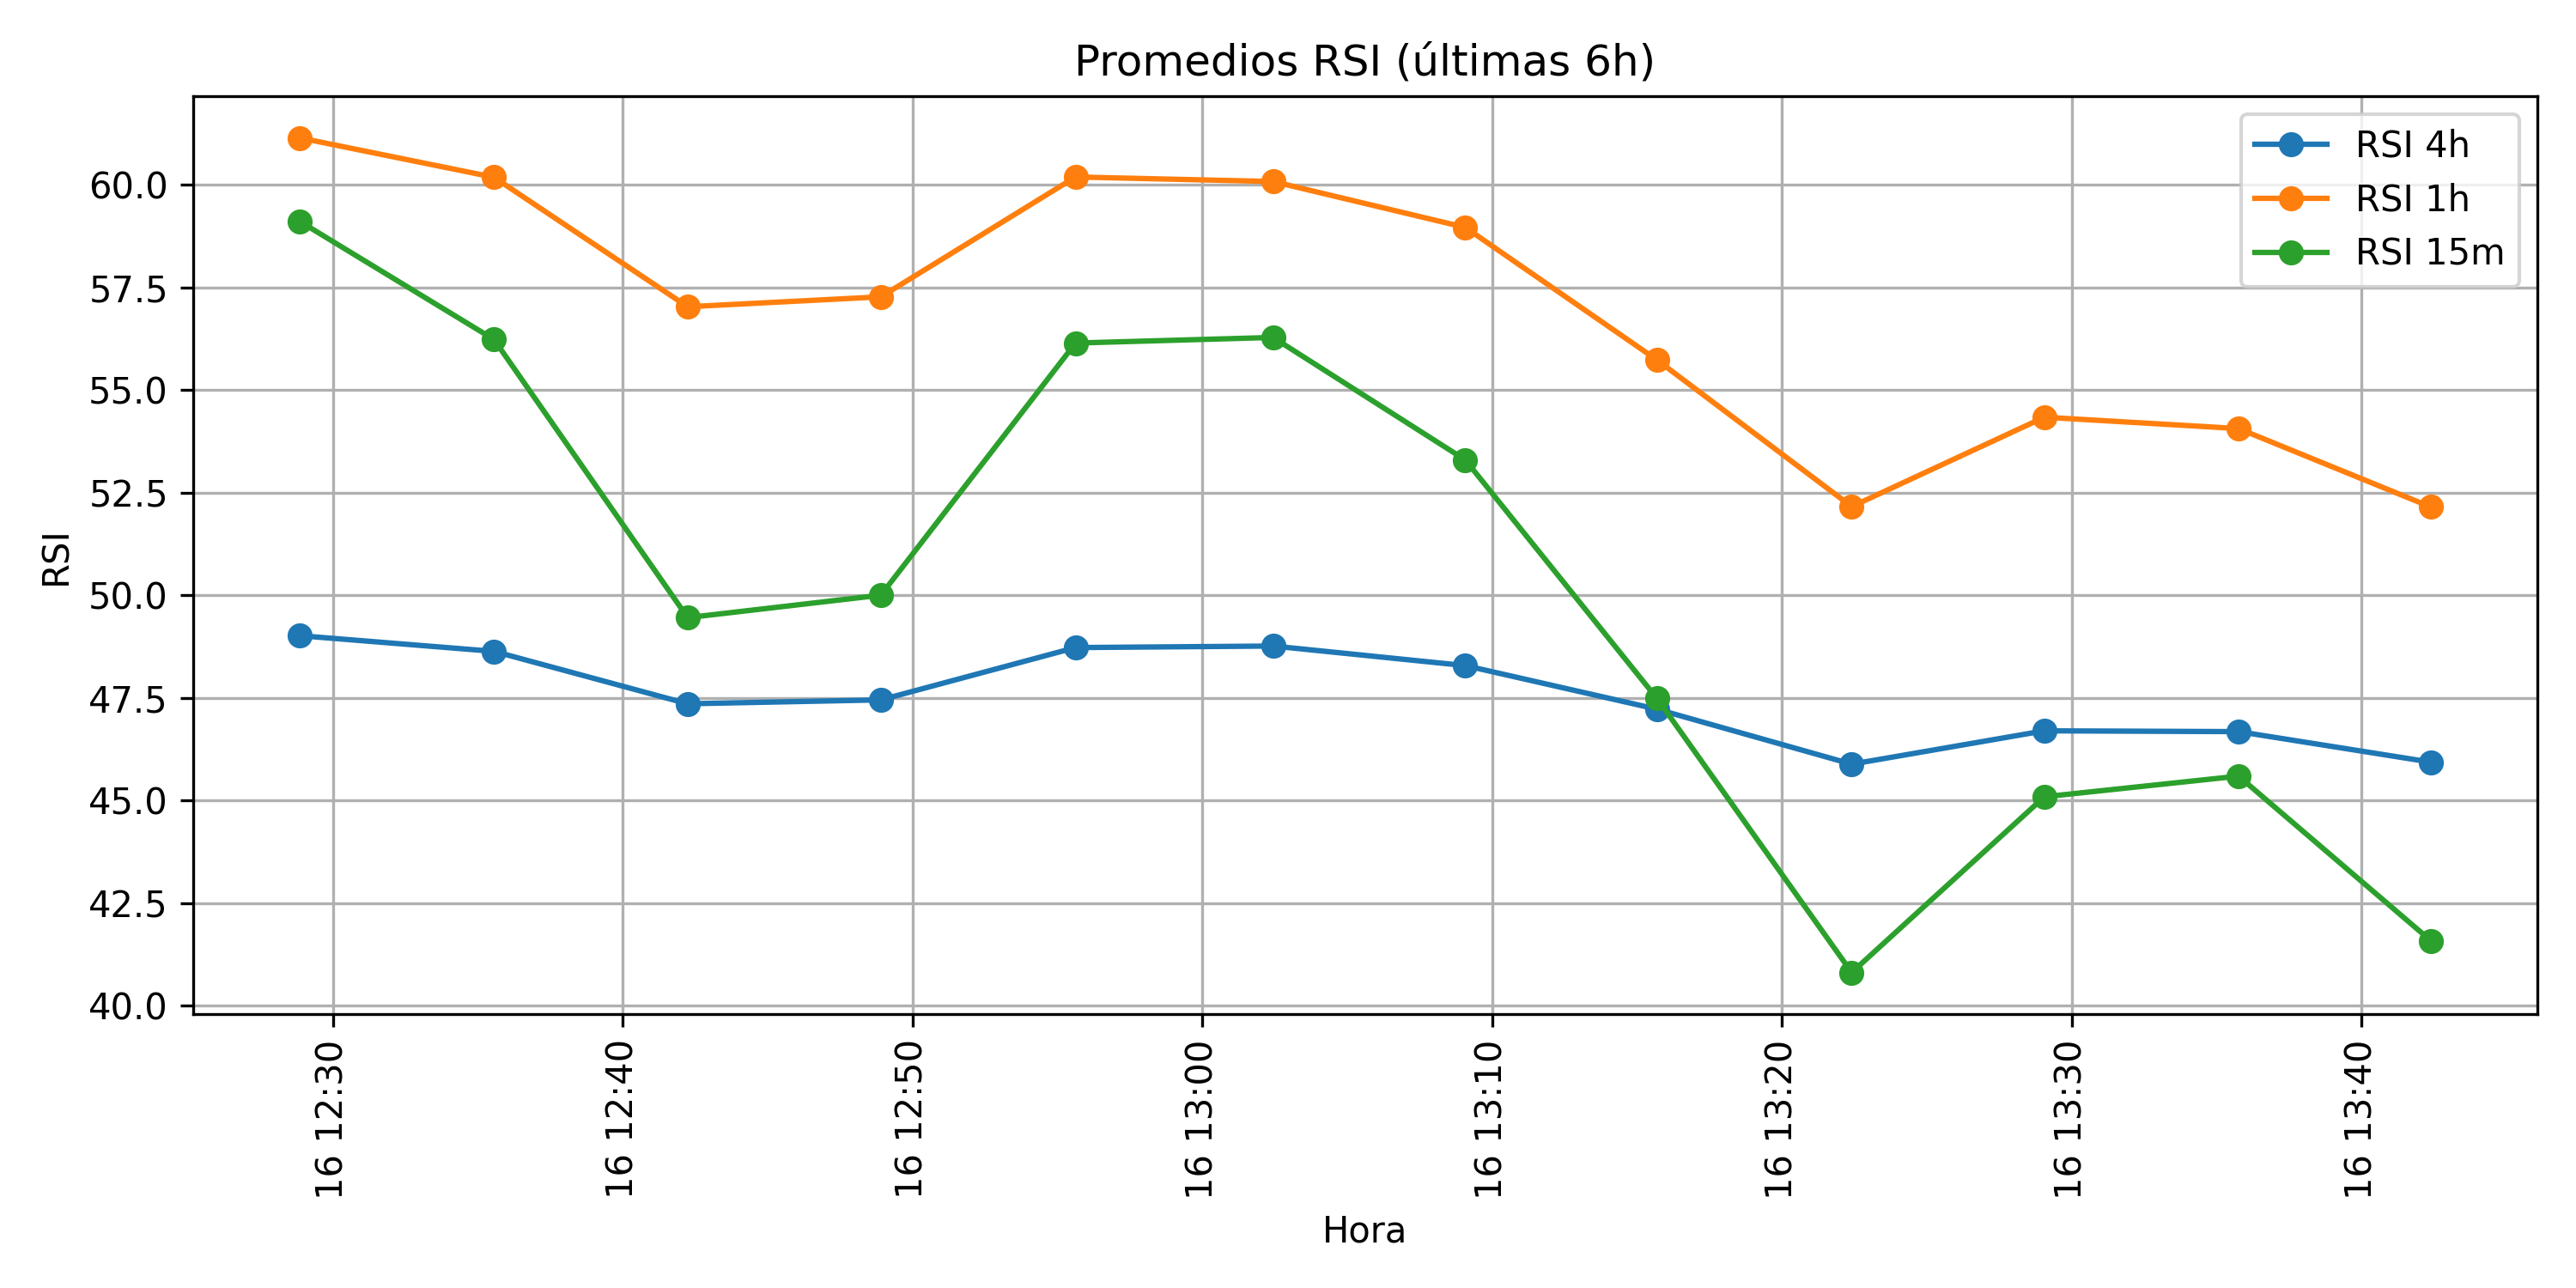 Promedios RSI (últimas 6h)
RSI 4h
RSI 1h
RSI 15m
60.0
57.5
55.0
52.5
50.0
47.5
45.0
42.5
40.0
RSI
16 12:30
16 12:40
16 12:50
16 13:00
16 13:10
16 13:20
16 13:30
16 13:40
Hora